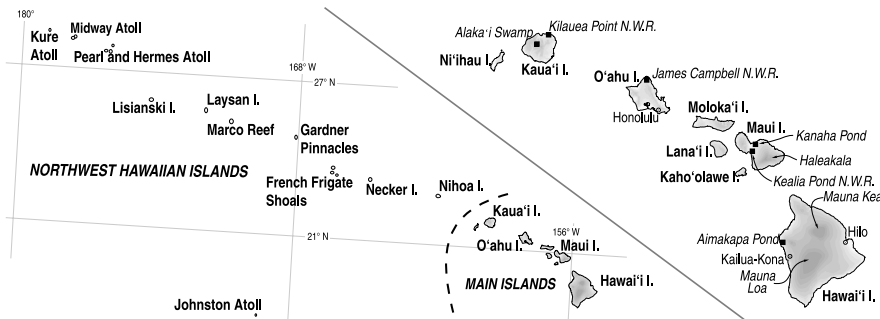 180°
Kure
Atoll
Midway Atoll
Pearl and Hermes Atoll
168° W
27° N
Lisianski I.
Laysan I.
Marco Reef
Gardner
Pinnacles
NORTHWEST HAWAIIAN ISLANDS
French Frigate
Shoals
Necker I.
Nihoa I.
Kaua‘i I.
21° N
O‘ahu I.
156° W
Maui I.
MAIN ISLANDS
Hawai‘i I.
Johnston Atoll
Kilauea Point N.W.R.
Alaka‘i Swamp
Ni‘ihau I.
Kaua‘i I.
O‘ahu I.
James Campbell N.W.R.
Honolulu
Moloka‘i I.
Maui I.
Kanaha Pond
Lana‘i I.
Haleakala
Kaho‘olawe I.
Kealia Pond N.W.R.
Mauna Kea
Aimakapa Pond
Hilo
Kailua-Kona
Mauna
Loa
Hawai‘i I.